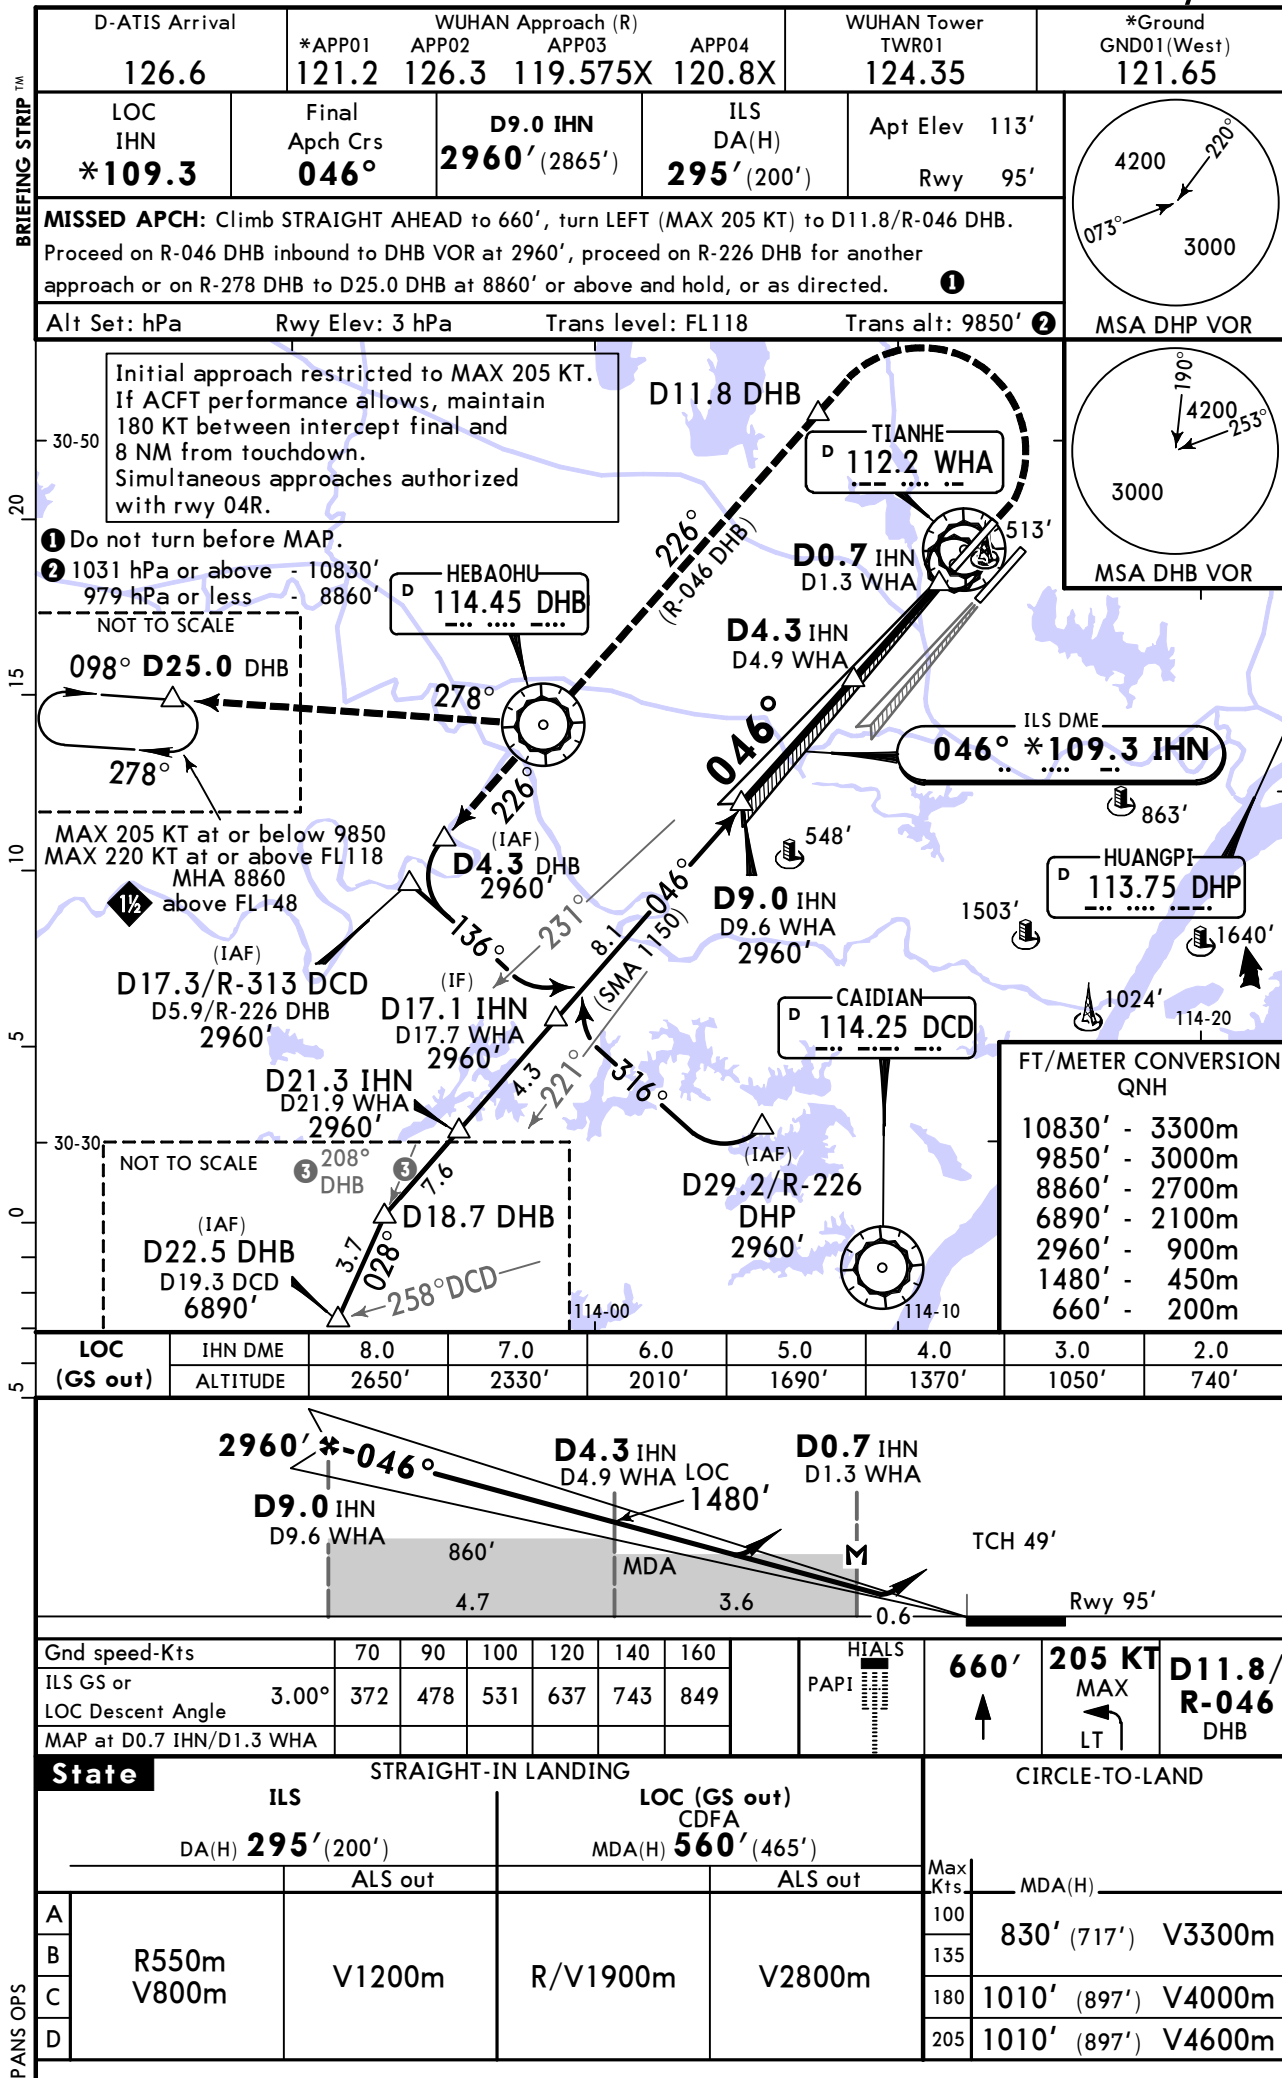 D-ATIS Arrival
126.6
WUHAN Approach (R)
*APP01 APP02 APP03 APP04
121.2 126.3 119.575X 120.8X
WUHAN Tower
TWR01
124.35
*Ground
GND01(West)
121.65
BRIEFING STRIP TM
LOC
IHN
*109.3
Final
Apch Crs
046°
D9.0 IHN
2960' (2865')
ILS
DA(H)
295' (200')
Apt Elev 113'
Rwy 95'
MISSED APCH: Climb STRAIGHT AHEAD to 660', turn LEFT (MAX 205 KT) to D11.8/R-046 DHB.
Proceed on R-046 DHB inbound to DHB VOR at 2960', proceed on R-226 DHB for another
approach or on R-278 DHB to D25.0 DHB at 8860' or above and hold, or as directed. 1
Alt Set: hPa Rwy Elev: 3 hPa Trans level: FL118 Trans alt: 9850' 2
220°
4200
073°
3000
MSA DHP VOR
190°
4200
253°
3000
MSA DHB VOR
Initial approach restricted to MAX 205 KT.
If ACFT performance allows, maintain
180 KT between intercept final and
8 NM from touchdown.
Simultaneous approaches authorized
with rwy 04R.
1 Do not turn before MAP.
2 1031 hPa or above - 10830'
979 hPa or less - 8860'
30-50
D11.8 DHB
TIANHE
D 112.2 WHA
513'
D0.7 IHN
D1.3 WHA
226°
(R-046 DHB)
HEBAOHU
D 114.45 DHB
NOT TO SCALE
098° D25.0 DHB
278°
278°
MAX 205 KT at or below 9850
MAX 220 KT at or above FL118
MHA 8860
1½ above FL148
D4.3 IHN
D4.9 WHA
046°
ILS DME
046° *109.3 IHN
863'
548'
226°
(IAF)
D4.3 DHB
2960'
HUANGPI
D 113.75 DHP
D9.0 IHN
D9.6 WHA
2960'
1503'
1640'
1024'
114-20
136°
231°
8.1
046°
(SMA 1150)
(IAF)
D17.3/R-313 DCD
D5.9/R-226 DHB
2960'
(IF)
D17.1 IHN
D17.7 WHA
2960'
CAIDIAN
D 114.25 DCD
D21.3 IHN
D21.9 WHA
2960'
4.3
221°
316°
30-30
NOT TO SCALE
3 208°
DHB
3
7.6
D18.7 DHB
(IAF)
D22.5 DHB
D19.3 DCD
6890'
3.7
028°
258°DCD
(IAF)
D29.2/R-226
DHP
2960'
114-00
114-10
20
15
10
5
0
5
FT/METER CONVERSION
QNH
10830' - 3300m
9850' - 3000m
8860' - 2700m
6890' - 2100m
2960' - 900m
1480' - 450m
660' - 200m
LOC
(GS out)
IHN DME 8.0 7.0 6.0 5.0 4.0 3.0 2.0
ALTITUDE 2650' 2330' 2010' 1690' 1370' 1050' 740'
2960' 046°
D9.0 IHN
D9.6 WHA
D4.3 IHN
D4.9 WHA
LOC
1480'
D0.7 IHN
D1.3 WHA
860'
MDA
M
TCH 49'
4.7
3.6
0.6
Rwy 95'
Gnd speed-Kts 70 90 100 120 140 160
ILS GS or
LOC Descent Angle 3.00° 372 478 531 637 743 849
MAP at D0.7 IHN/D1.3 WHA
HIALS
PAPI
660'
205 KT
MAX
LT
D11.8/
R-046
DHB
State
STRAIGHT-IN LANDING
CIRCLE-TO-LAND
ILS
DA(H) 295' (200')
LOC (GS out)
CDFA
MDA(H) 560' (465')
ALS out
ALS out
Max
Kts
MDA(H)
A
B
C
D
R550m
V800m
V1200m
R/V1900m
V2800m
100
135
830' (717') V3300m
180 1010' (897') V4000m
205 1010' (897') V4600m
PANS OPS